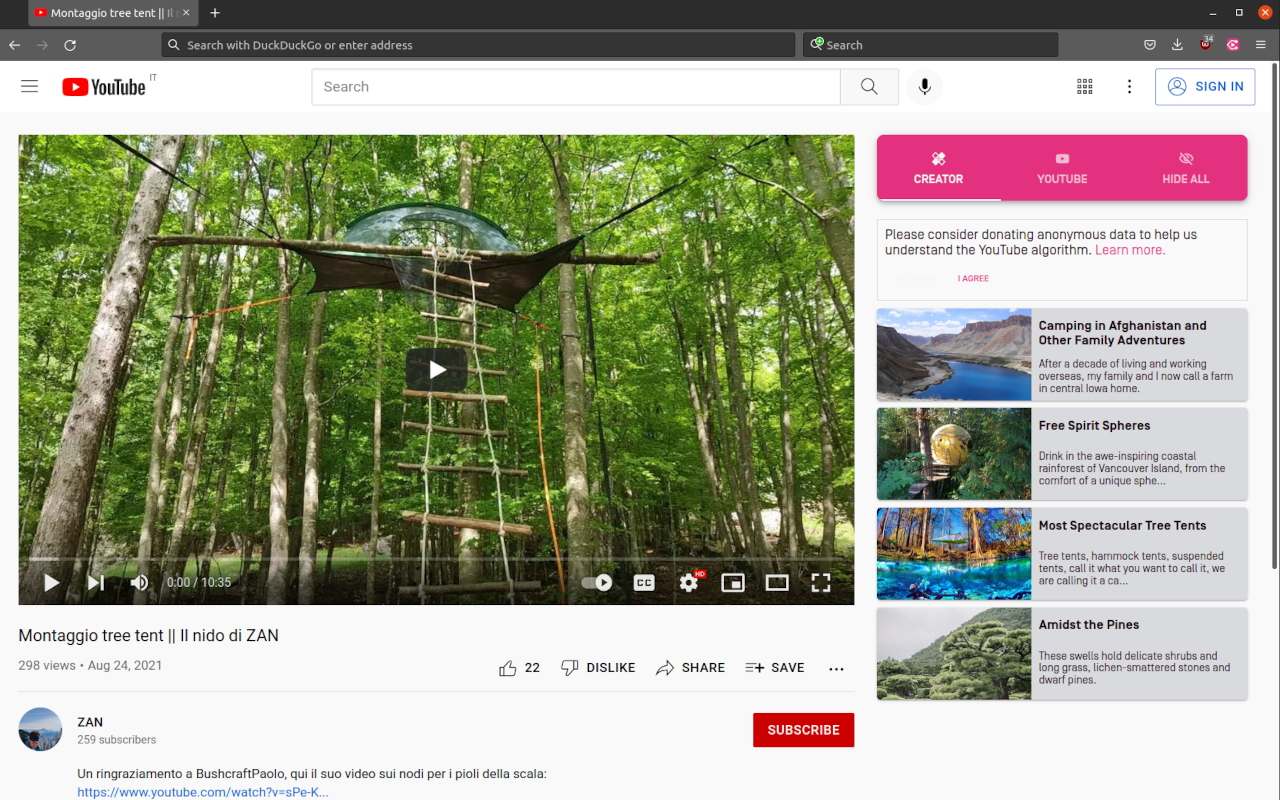 Montaggio tree tent || Il n
Search with DuckDuckGo or enter address
Search
34
YouTube IT
Search
SIGN IN
CREATOR
YOUTUBE
HIDE ALL
Please consider donating anonymous data to help us
understand the YouTube algorithm. Learn more.
I AGREE
Camping in Afghanistan and
Other Family Adventures
After a decade of living and working
overseas, my family and I now call a farm
in central Iowa home.
Free Spirit Spheres
Drink in the awe-inspiring coastal
rainforest of Vancouver Island, from the
comfort of a unique sphe...
Most Spectacular Tree Tents
Tree tents, hammock tents, suspended
tents, call it what you want to call it, we
are calling it a ca...
Amidst the Pines
These swells hold delicate shrubs and
long grass, lichen-smattered stones and
dwarf pines.
0:00 / 10:35
CC
HD
Montaggio tree tent || Il nido di ZAN
298 views • Aug 24, 2021
22
DISLIKE
SHARE
SAVE
ZAN
259 subscribers
SUBSCRIBE
Un ringraziamento a BushcraftPaolo, qui il suo video sui nodi per i pioli della scala:
https://www.youtube.com/watch?v=sPe-K...